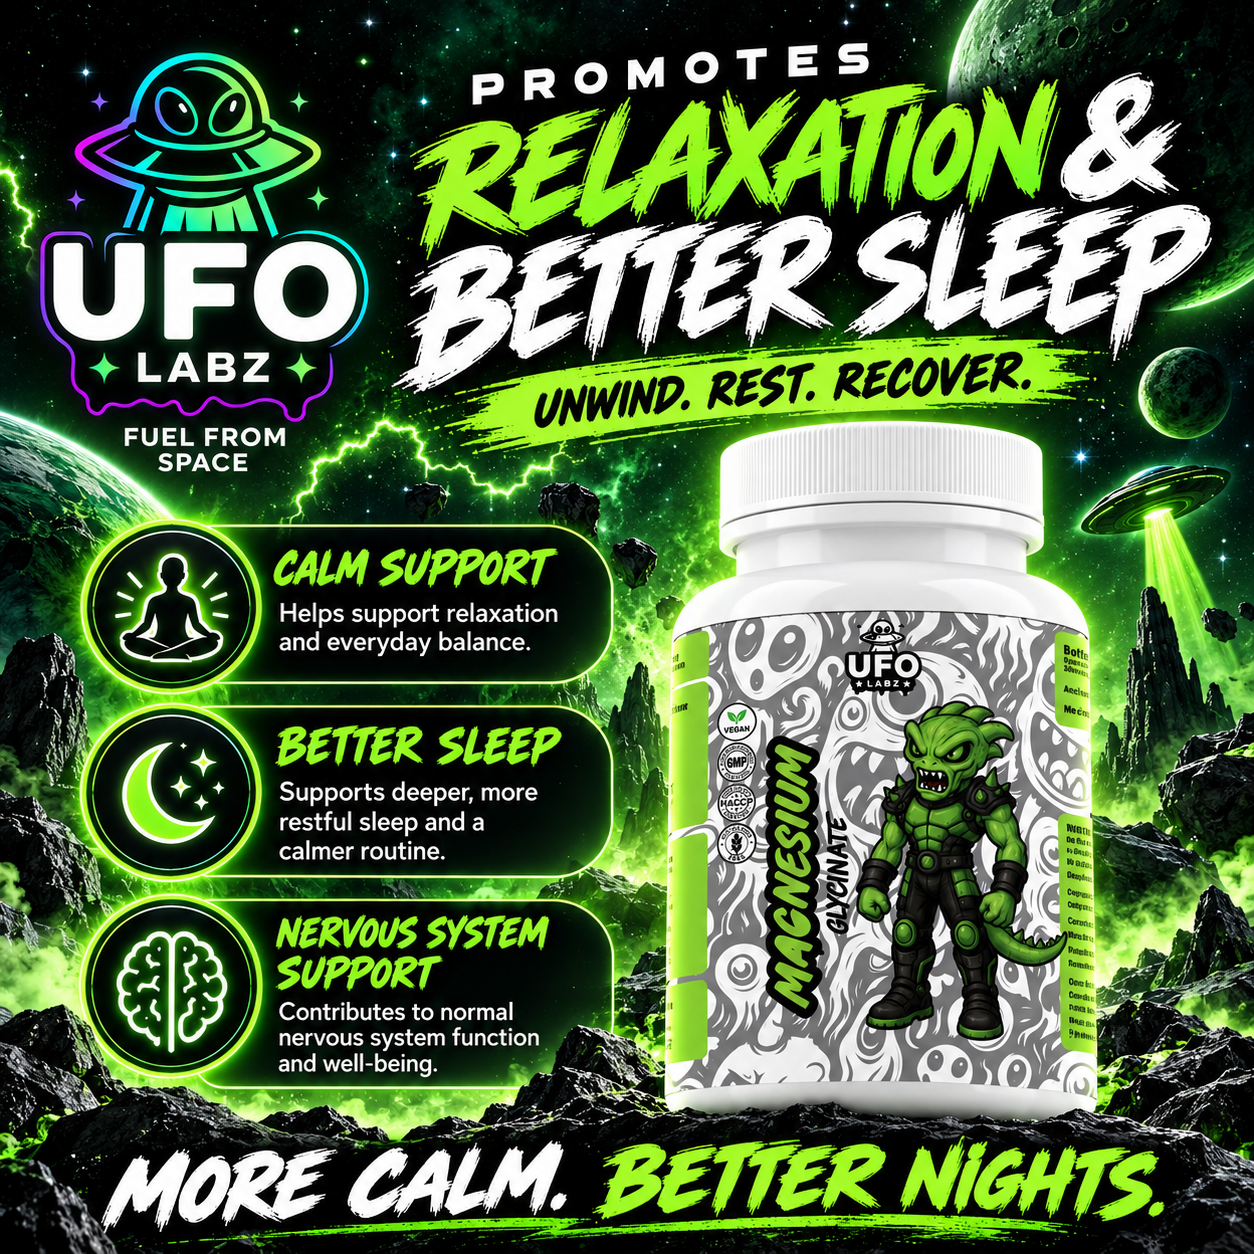 UFO
LABZ
FUEL FROM
SPACE
PROMOTES
RELAXATION &
BETTER SLEEP
UNWIND. REST. RECOVER.
CALM SUPPORT
Helps support relaxation
and everyday balance.
BETTER SLEEP
Supports deeper, more
restful sleep and a
calmer routine.
NERVOUS SYSTEM
SUPPORT
Contributes to normal
nervous system function
and well-being.
UFO
LABZ
VEGAN
GMP
HACCP
MAGNESIUM
GLYCINATE
MORE CALM. BETTER NIGHTS.